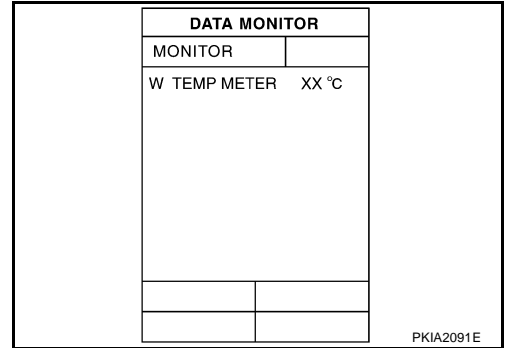 DATA MONITOR
MONITOR
W TEMP METER XX °C
PKIA2091E